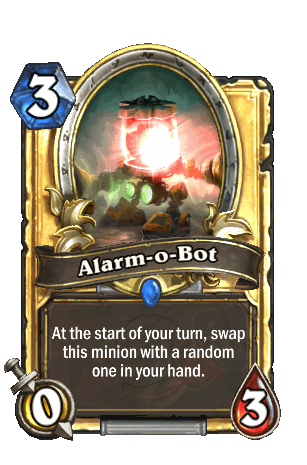 3
Alarm-o-Bot
At the start of your turn, swap
this minion with a random
one in your hand.
0
3